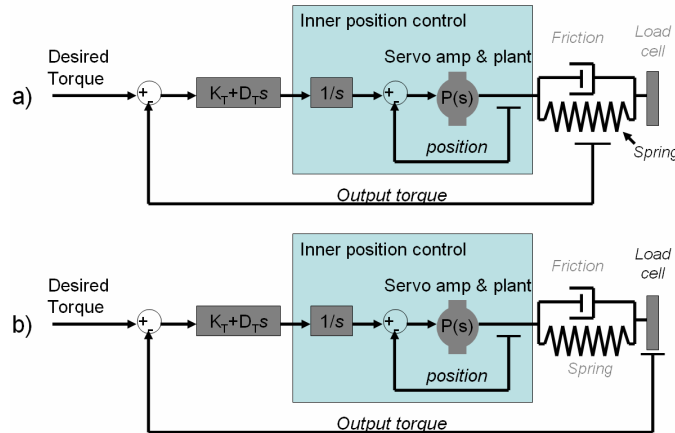 a)
Desired
Torque
+
-
K_T+D_Ts
Inner position control
1/s
+
-
Servo amp & plant
P(s)
position
Friction
Load
cell
Spring
Output torque
b)
Desired
Torque
+
-
K_T+D_Ts
Inner position control
1/s
+
-
Servo amp & plant
P(s)
position
Friction
Load
cell
Spring
Output torque